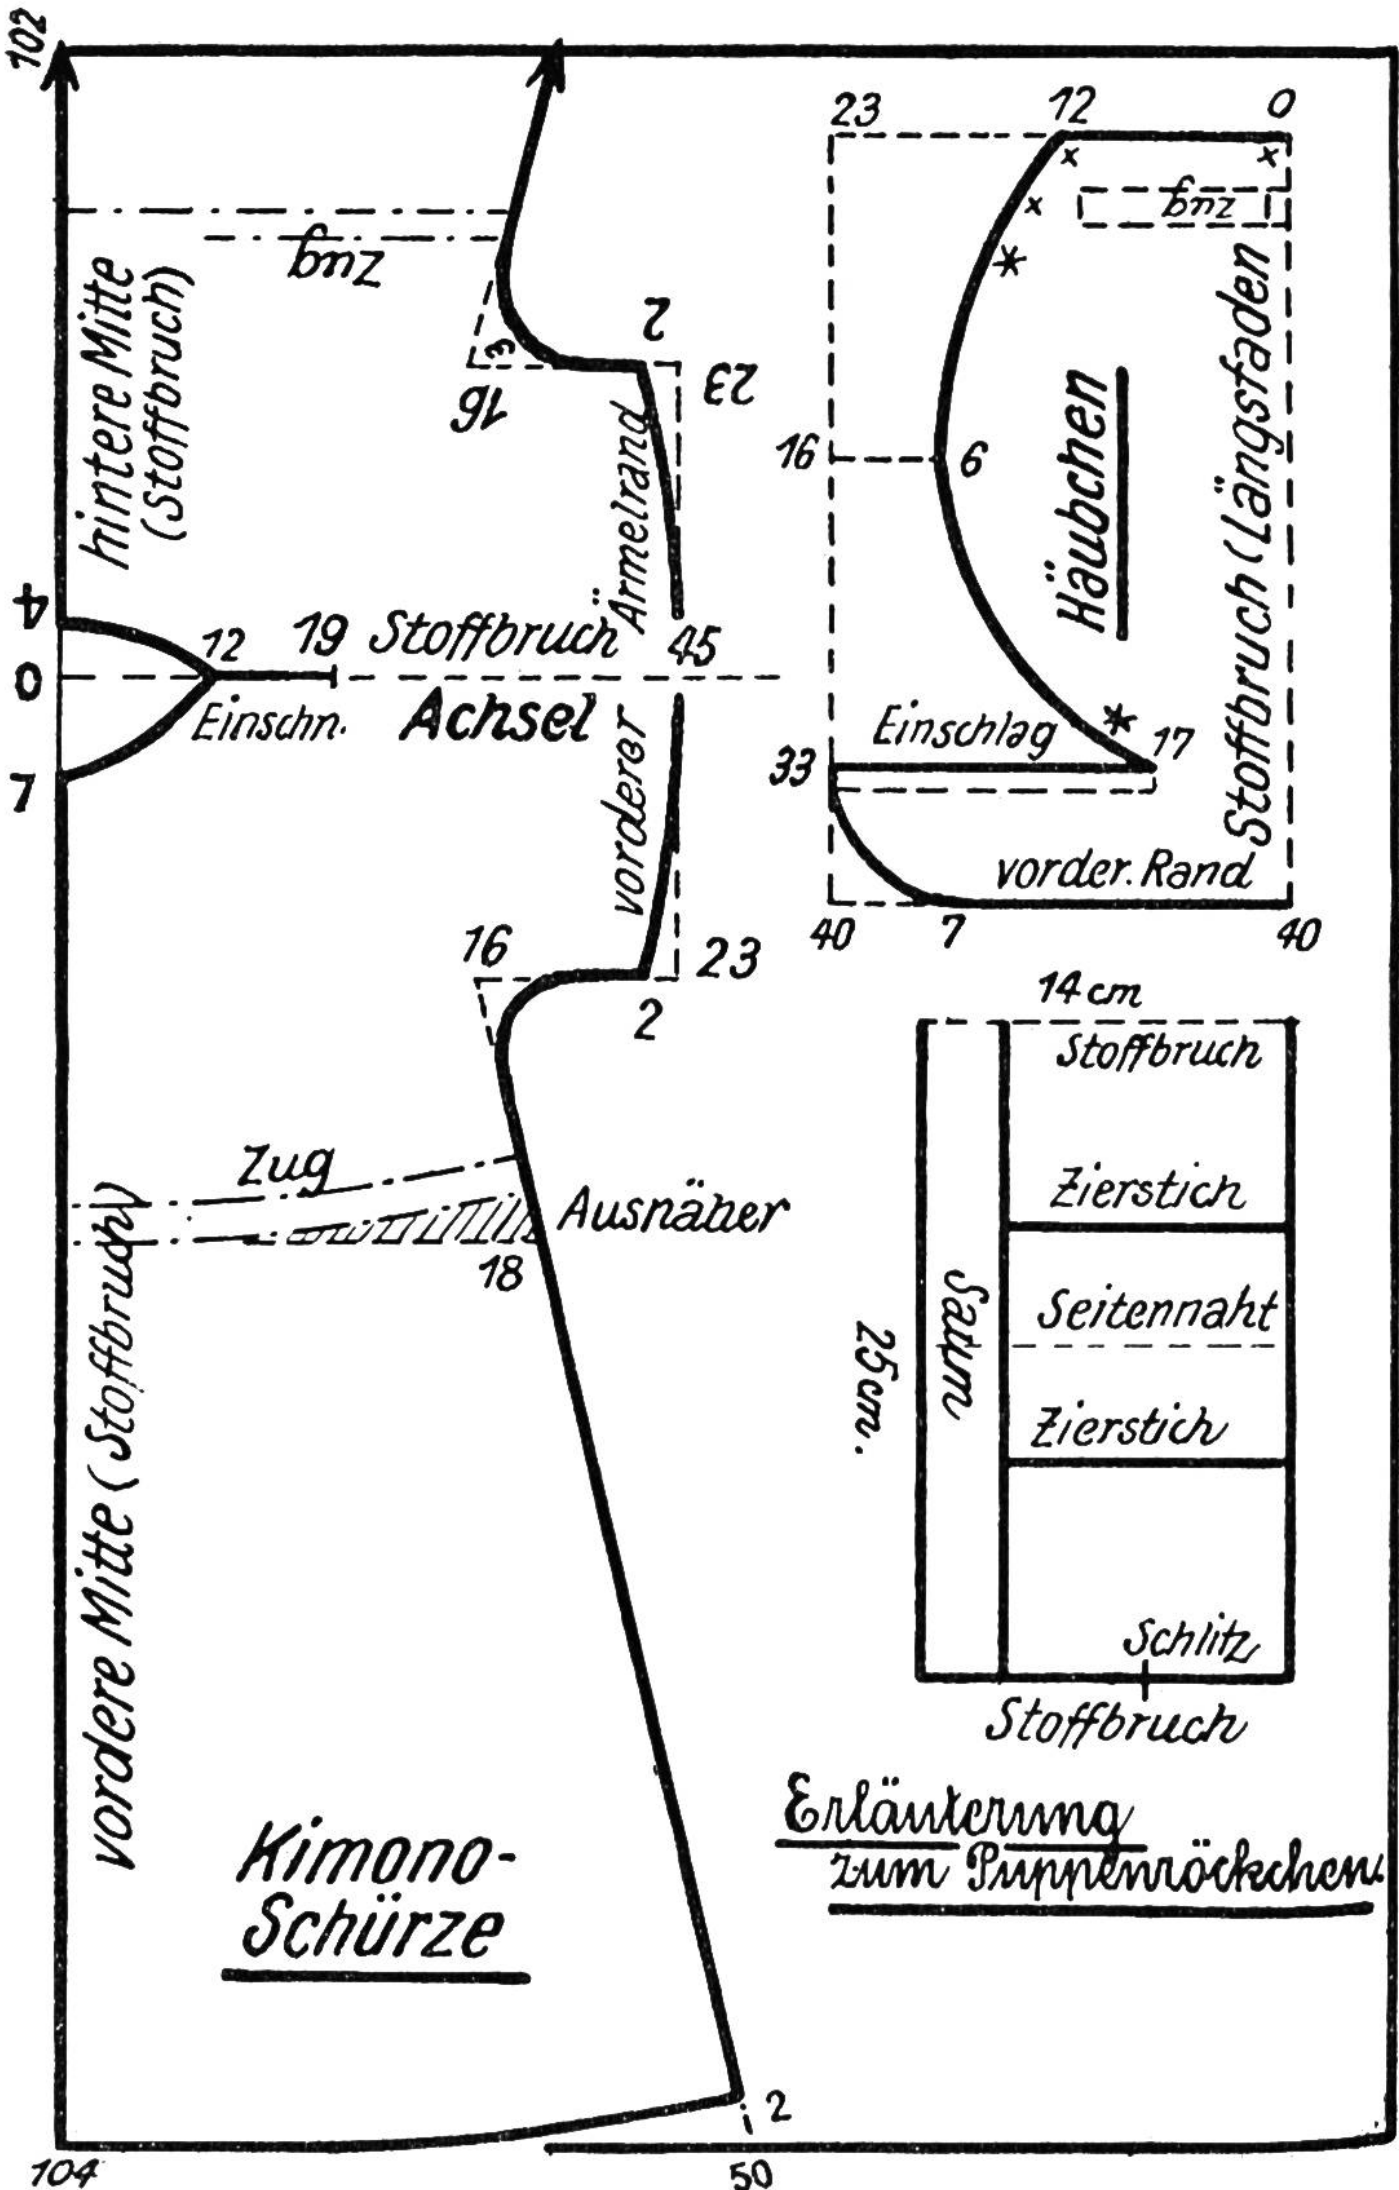 102
Zug
hintere Mitte
(Stoffbruch)
3
2
16
23
Ärmelrand
4
0
7
12
19
Stoffbruch
45
Einschn.
Achsel
vorderer
16
23
2
Zug
Ausnäher
18
vordere Mitte (Stoffbruch)
Kimono-
Schürze
2
104
50
23
12
0
x
x
x
Zug
*
16
6
Häubchen
Stoffbruch (Längsfaden
Einschlag
*
17
33
vorder. Rand
40
7
40
14 cm
Stoffbruch
Zierstich
Saum
Seitennaht
25 cm.
Zierstich
Schlitz
Stoffbruch
Erläuterung
zum Puppenröckchen.